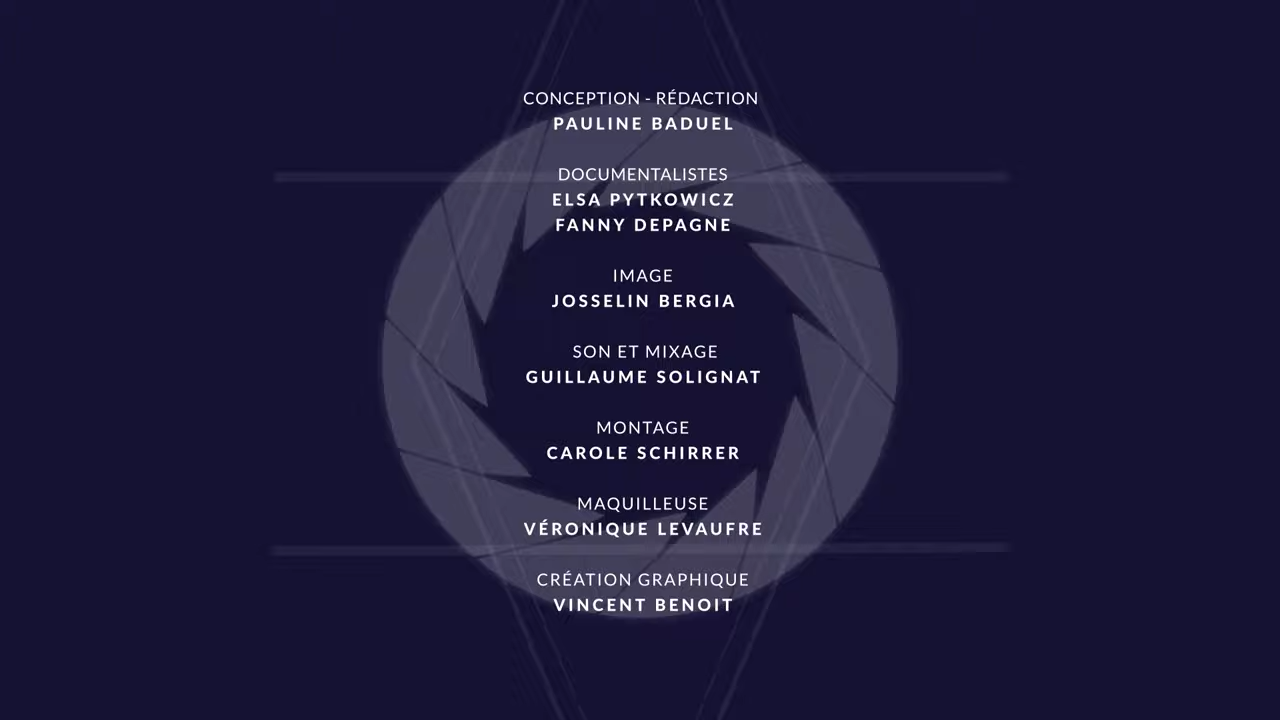 CONCEPTION - RÉDACTION
PAULINE BADUEL
DOCUMENTALISTES
ELSA PYTKOWICZ
FANNY DEPAGNE
IMAGE
JOSSELIN BERGIA
SON ET MIXAGE
GUILLAUME SOLIGNAT
MONTAGE
CAROLE SCHIRRER
MAQUILLEUSE
VÉRONIQUE LEVAUFRE
CRÉATION GRAPHIQUE
VINCENT BENOIT